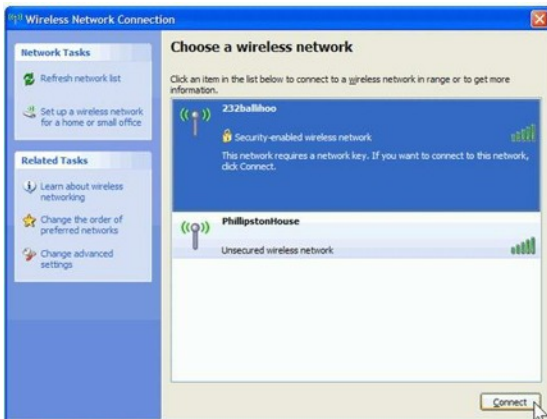 Wireless Network Connection
Network Tasks
Refresh network list
Set up a wireless network
for a home or small office
Related Tasks
Learn about wireless
networking
Change the order of
preferred networks
Change advanced
settings
Choose a wireless network
Click an item in the list below to connect to a wireless network in range or to get more
information.
232ballihoo
Security-enabled wireless network
This network requires a network key. If you want to connect to this network,
click Connect.
PhillipstonHouse
Unsecured wireless network
Connect